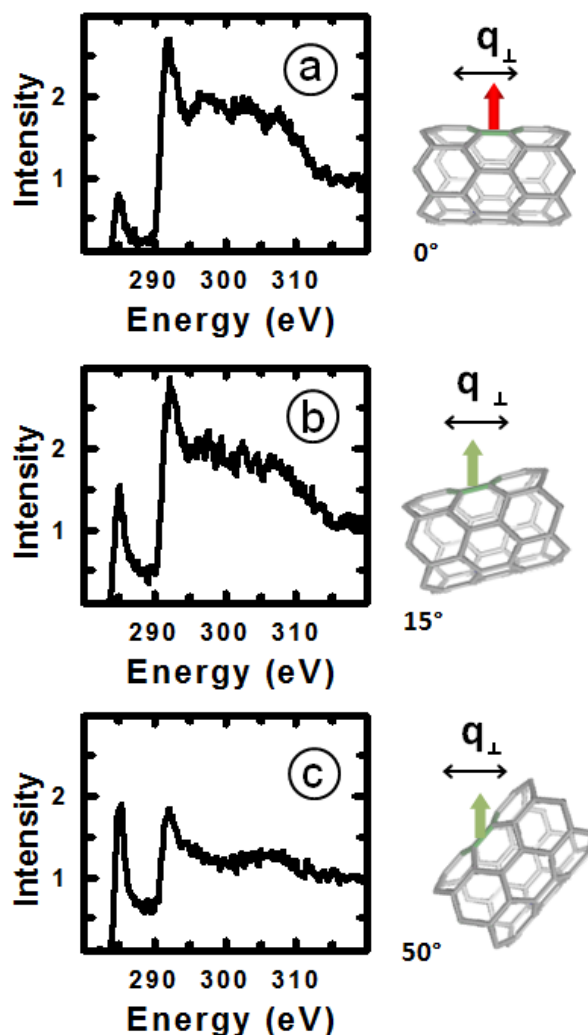 a
q⊥
Intensity
2
1
0°
290 300 310
Energy (eV)
b
q⊥
Intensity
2
1
15°
290 300 310
Energy (eV)
c
q⊥
Intensity
2
1
50°
290 300 310
Energy (eV)